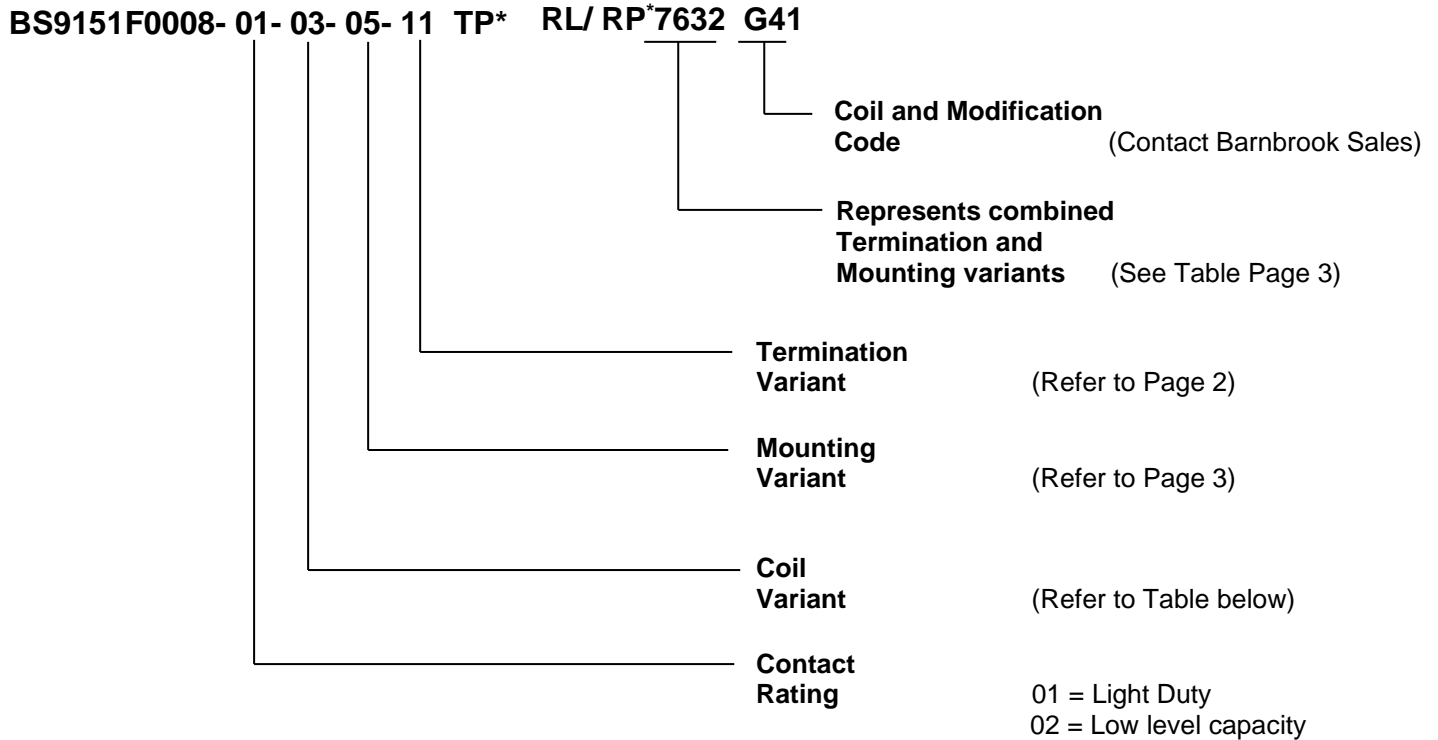 BS9151F0008- 01- 03- 05- 11 TP* RL/ RP*7632 G41
Coil and Modification
Code (Contact Barnbrook Sales)
Represents combined
Termination and
Mounting variants (See Table Page 3)
Termination
Variant (Refer to Page 2)
Mounting
Variant (Refer to Page 3)
Coil
Variant (Refer to Table below)
Contact
Rating 01 = Light Duty
02 = Low level capacity